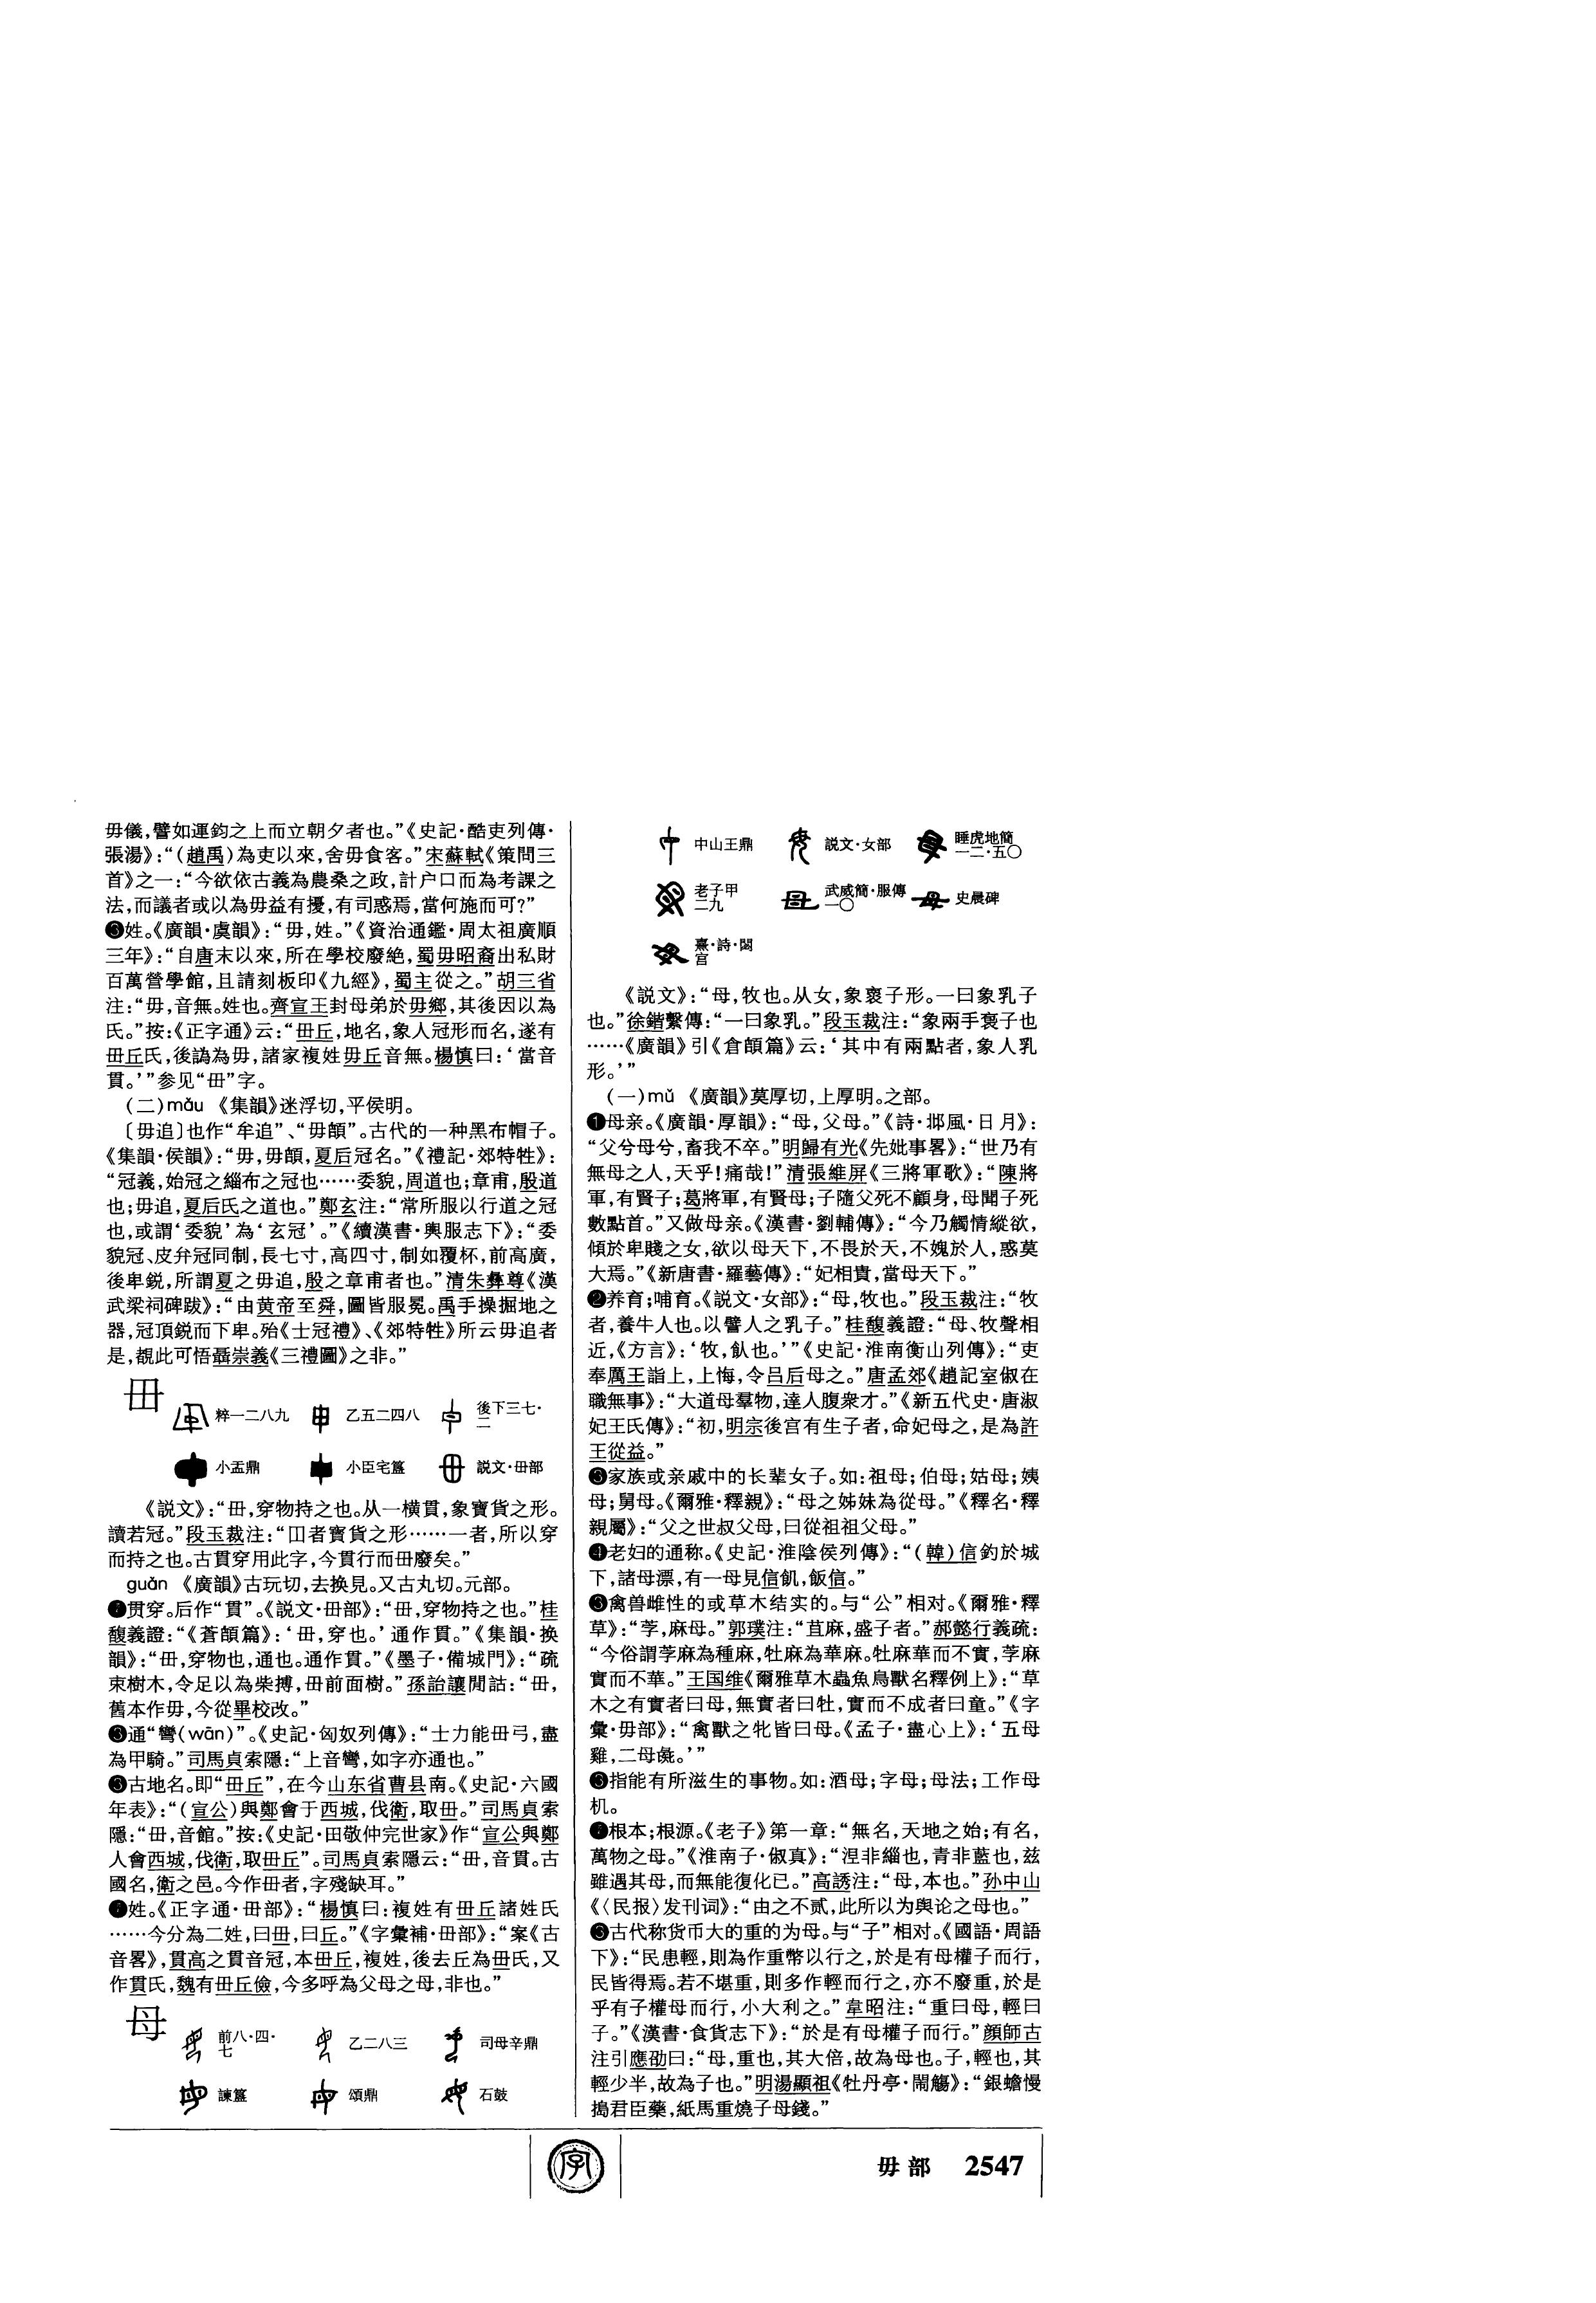 毋儀，譬如運鈞之上而立朝夕者也。”《史記·酷吏列傳·
張湯》：“（趙禹）為吏以來，舍毋食客。”宋蘇軾《策問三
首》之一：“今欲依古義為農桑之政，計户口而為考課之
法，而議者或以為毋益有擾，有司惑焉，當何施而可？”
❸姓。《廣韻·虞韻》：“毋，姓。”《資治通鑑·周太祖廣順
三年》：“自唐末以來，所在學校廢絶，蜀毋昭裔出私財
百萬營學館，且請刻板印《九經》，蜀主從之。”胡三省
注：“毋，音無。姓也。齊宣王封母弟於毋鄉，其後因以為
氏。”按：《正字通》云：“毌丘，地名，象人冠形而名，遂有
毌丘氏，後譌為毋，諸家複姓毋丘音無。楊慎曰：‘當音
貫。’”参见“毌”字。
（二）mǎu　《集韻》迷浮切，平侯明。
〔毋追〕也作“牟追”、“毋頧”。古代的一种黑布帽子。
《集韻·侯韻》：“毋，毋頧，夏后冠名。”《禮記·郊特牲》：
“冠義，始冠之緇布之冠也……委貌，周道也；章甫，殷道
也；毋追，夏后氏之道也。”鄭玄注：“常所服以行道之冠
也，或謂‘委貌’為‘玄冠’。”《續漢書·輿服志下》：“委
貌冠、皮弁冠同制，長七寸，高四寸，制如覆杯，前高廣，
後卑鋭，所謂夏之毋追，殷之章甫者也。”清朱彝尊《漢
武梁祠碑跋》：“由黄帝至舜，圖皆服冕。禹手操掘地之
器，冠頂鋭而下卑。殆《士冠禮》、《郊特牲》所云毋追者
是，覩此可悟聶崇義《三禮圖》之非。”
毌
粹一二八九　乙五二四八　後下三七·二
小盂鼎　小臣宅簋　説文·毌部
《説文》：“毌，穿物持之也。从一横貫，象寶貨之形。
讀若冠。”段玉裁注：“囗者寶貨之形……一者，所以穿
而持之也。古貫穿用此字，今貫行而毌廢矣。”
guǎn　《廣韻》古玩切，去换見。又古丸切。元部。
❶贯穿。后作“貫”。《説文·毌部》：“毌，穿物持之也。”桂
馥義證：“《蒼頡篇》：‘毌，穿也。’通作貫。”《集韻·换
韻》：“毌，穿物也，通也。通作貫。”《墨子·備城門》：“疏
束樹木，令足以為柴摶，毌前面樹。”孫詒讓閒詁：“毌，
舊本作毋，今從畢校改。”
❸通“彎（wān）”。《史記·匈奴列傳》：“士力能毌弓，盡
為甲騎。”司馬貞索隱：“上音彎，如字亦通也。”
❸古地名。即“毌丘”，在今山东省曹县南。《史記·六國
年表》：“（宣公）與鄭會于西城，伐衛，取毌。”司馬貞索
隱：“毌，音館。”按：《史記·田敬仲完世家》作“宣公與鄭
人會西城，伐衛，取毌丘”。司馬貞索隱云：“毌，音貫。古
國名，衛之邑。今作毌者，字殘缺耳。”
❹姓。《正字通·毌部》：“楊慎曰：複姓有毌丘諸姓氏
……今分為二姓，曰毌，曰丘。”《字彙補·毌部》：“案《古
音畧》，貫高之貫音冠，本毌丘，複姓，後去丘為毌氏，又
作貫氏，魏有毌丘儉，今多呼為父母之母，非也。”
母
前八·四·七　乙二八三　司母辛鼎
諫簋　頌鼎　石鼓
中山王鼎　説文·女部　睡虎地簡一二·五〇
老子甲二九　武威簡·服傳一〇　史晨碑
熹·詩·閟宫
《説文》：“母，牧也。从女，象褱子形。一曰象乳子
也。”徐鍇繫傳：“一曰象乳。”段玉裁注：“象兩手褱子也
……《廣韻》引《倉頡篇》云：‘其中有兩點者，象人乳
形。’”
（一）mǔ　《廣韻》莫厚切，上厚明。之部。
❶母亲。《廣韻·厚韻》：“母，父母。”《詩·邶風·日月》：
“父兮母兮，畜我不卒。”明歸有光《先妣事畧》：“世乃有
無母之人，天乎！痛哉！”清張維屏《三將軍歌》：“陳將
軍，有賢子；葛將軍，有賢母；子隨父死不顧身，母聞子死
數點首。”又做母亲。《漢書·劉輔傳》：“今乃觸情縱欲，
傾於卑賤之女，欲以母天下，不畏於天，不媿於人，惑莫
大焉。”《新唐書·羅藝傳》：“妃相貴，當母天下。”
❷养育；哺育。《説文·女部》：“母，牧也。”段玉裁注：“牧
者，養牛人也。以譬人之乳子。”桂馥義證：“母、牧聲相
近，《方言》：‘牧，飤也。’”《史記·淮南衡山列傳》：“吏
奉厲王詣上，上悔，令吕后母之。”唐孟郊《趙記室俶在
職無事》：“大道母羣物，達人腹衆才。”《新五代史·唐淑
妃王氏傳》：“初，明宗後宫有生子者，命妃母之，是為許
王從益。”
❸家族或亲戚中的长辈女子。如：祖母；伯母；姑母；姨
母；舅母。《爾雅·釋親》：“母之姊妹為從母。”《釋名·釋
親屬》：“父之世叔父母，曰從祖祖父母。”
❹老妇的通称。《史記·淮陰侯列傳》：“（韓）信釣於城
下，諸母漂，有一母見信飢，飯信。”
❸禽兽雌性的或草木结实的。与“公”相对。《爾雅·釋
草》：“茡，麻母。”郭璞注：“苴麻，盛子者。”郝懿行義疏：
“今俗謂茡麻為種麻，牡麻為華麻。牡麻華而不實，茡麻
實而不華。”王国维《爾雅草木蟲魚鳥獸名釋例上》：“草
木之有實者曰母，無實者曰牡，實而不成者曰童。”《字
彙·毋部》：“禽獸之牝皆曰母。《孟子·盡心上》：‘五母
雞，二母彘。’”
❸指能有所滋生的事物。如：酒母；字母；母法；工作母
机。
❻根本；根源。《老子》第一章：“無名，天地之始；有名，
萬物之母。”《淮南子·俶真》：“涅非緇也，青非藍也，兹
雖遇其母，而無能復化已。”高誘注：“母，本也。”孙中山
《〈民报〉发刊词》：“由之不贰，此所以为舆论之母也。”
❸古代称货币大的重的为母。与“子”相对。《國語·周語
下》：“民患輕，則為作重幣以行之，於是有母權子而行，
民皆得焉。若不堪重，則多作輕而行之，亦不廢重，於是
乎有子權母而行，小大利之。”韋昭注：“重曰母，輕曰
子。”《漢書·食貨志下》：“於是有母權子而行。”顔師古
注引應劭曰：“母，重也，其大倍，故為母也。子，輕也，其
輕少半，故為子也。”明湯顯祖《牡丹亭·鬧殤》：“銀蟾慢
搗君臣藥，紙馬重燒子母錢。”
字
毋部　2547